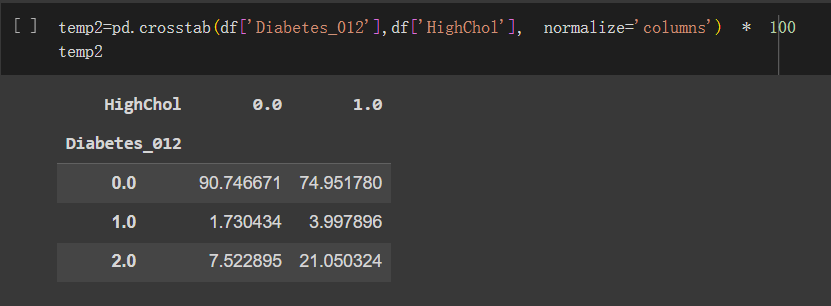 [ ] temp2=pd.crosstab(df['Diabetes_012'],df['HighChol'], normalize='columns') * 100
temp2
HighChol 0.0 1.0
Diabetes_012
0.0 90.746671 74.951780
1.0 1.730434 3.997896
2.0 7.522895 21.050324